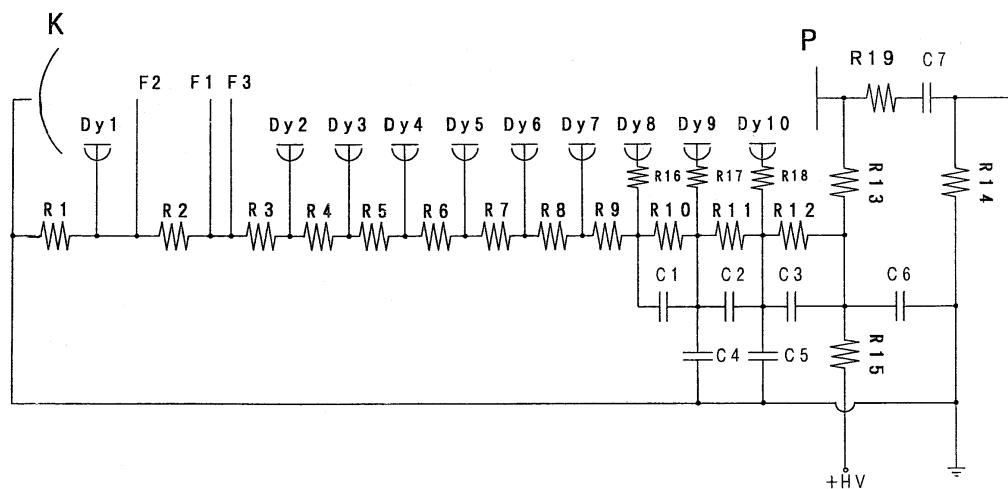 K
P
R19 C7
F2 F1 F3
Dy1 Dy2 Dy3 Dy4 Dy5 Dy6 Dy7 Dy8 Dy9 Dy10
R16 R17 R18 R13 R14
R1 R2 R3 R4 R5 R6 R7 R8 R9 R10 R11 R12
C1 C2 C3 C6
C4 C5 R15
+HV